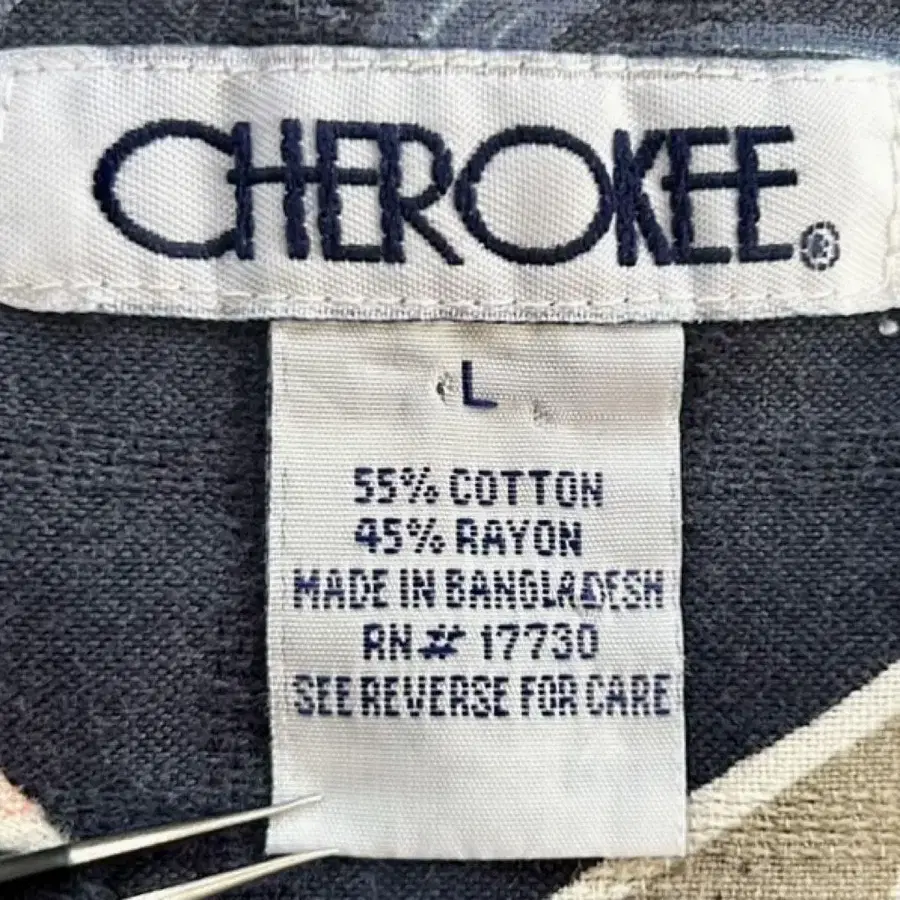 CHEROKEE®
L
55% COTTON
45% RAYON
MADE IN BANGLADESH
RN# 17730
SEE REVERSE FOR CARE